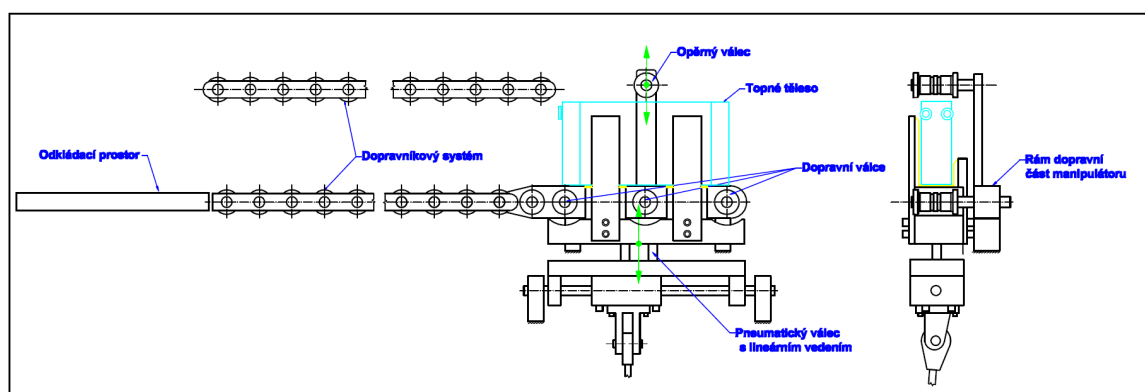 Opěrný válec
Topné těleso
Odkládací prostor
Dopravníkový systém
Dopravní válce
Rám dopravní
část manipulátoru
Pneumatický válec
s lineárním vedením